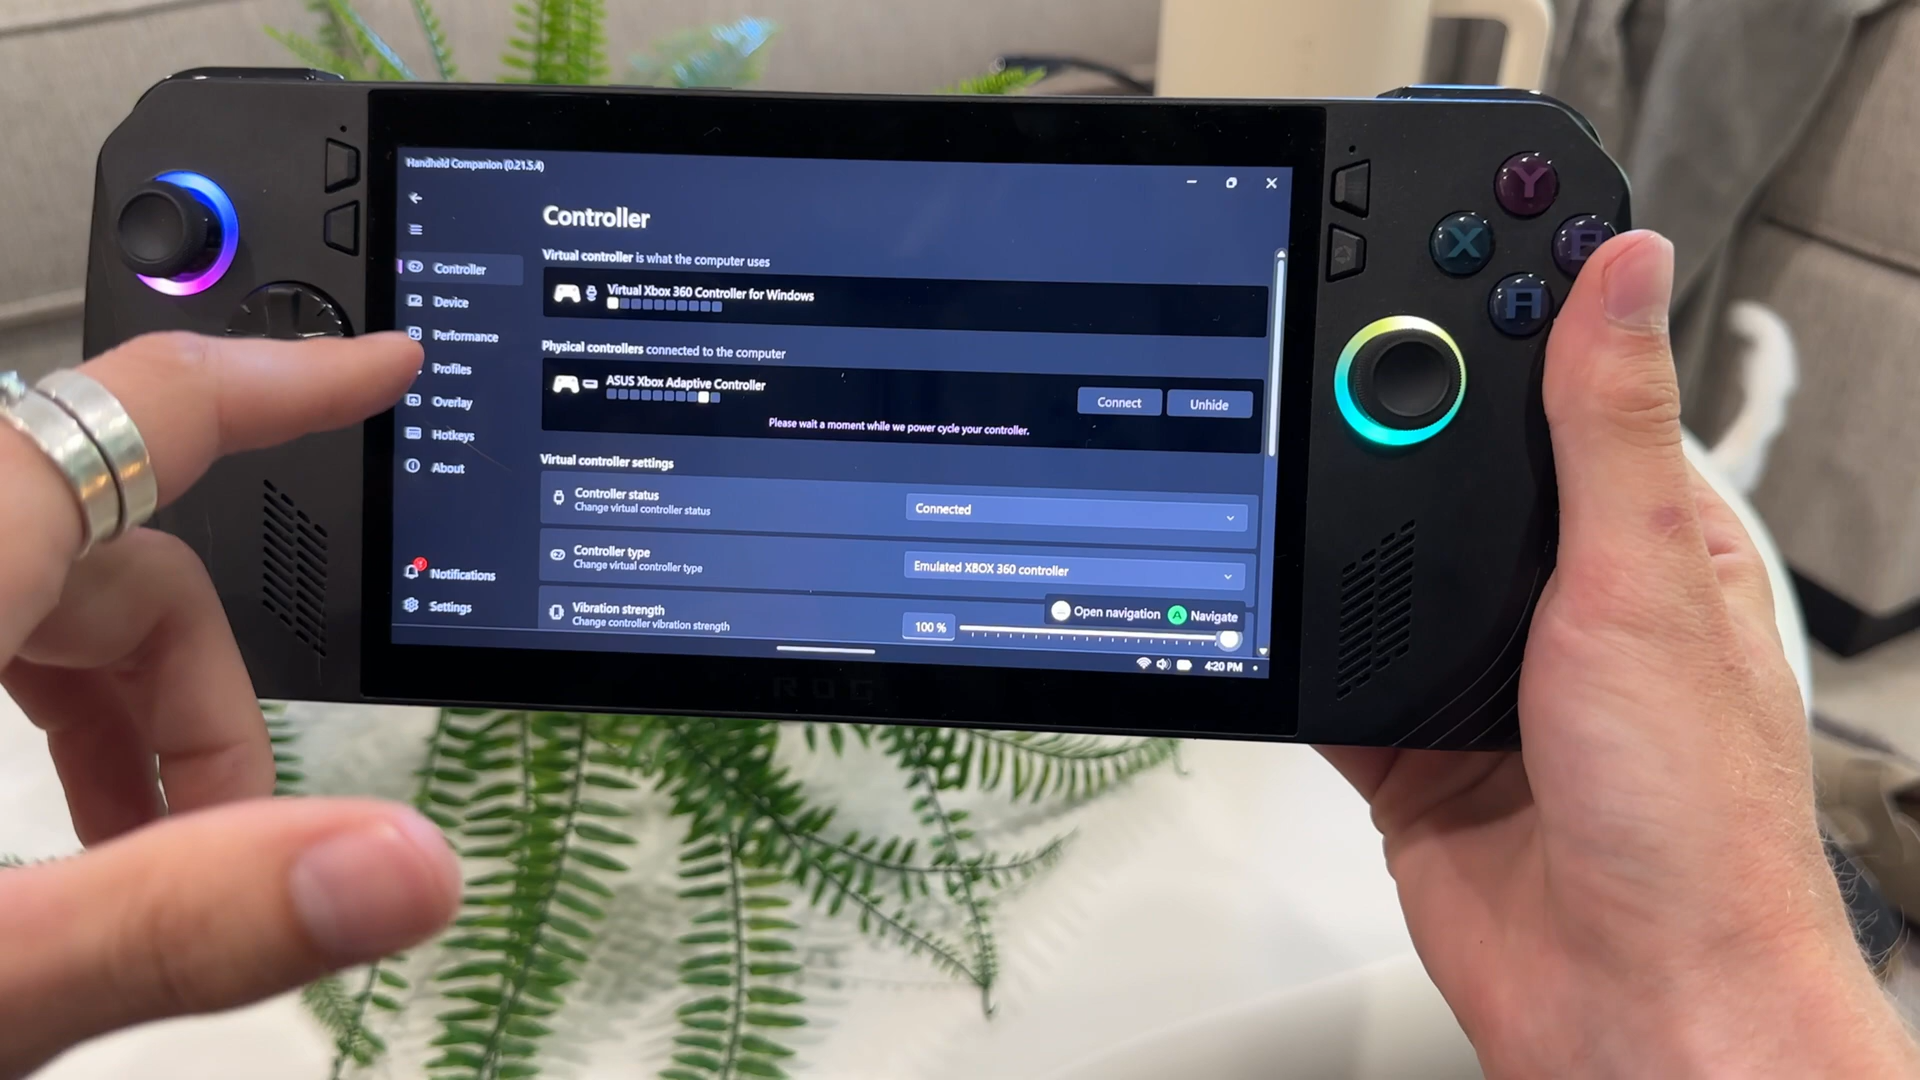 Handheld Companion (0.21.5.4)
Controller
Virtual controller is what the computer uses
Virtual Xbox 360 Controller for Windows
Physical controllers connected to the computer
ASUS Xbox Adaptive Controller
Connect
Unhide
Please wait a moment while we power cycle your controller.
Virtual controller settings
Controller status
Change virtual controller status
Connected
Controller type
Change virtual controller type
Emulated XBOX 360 controller
Vibration strength
Change controller vibration strength
100 %
Open navigation
A Navigate
Controller
Device
Performance
Profiles
Overlay
Hotkeys
About
Notifications
Settings
4:20 PM
ROG
Y
X
B
A